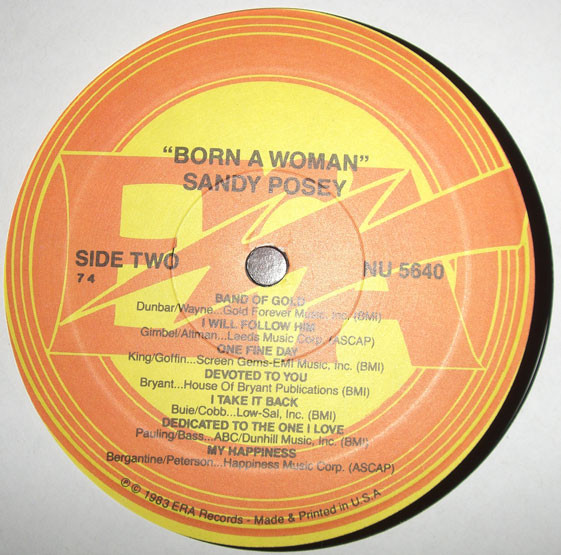 "BORN A WOMAN"
SANDY POSEY
SIDE TWO
74
NU 5640
ERA
BAND OF GOLD
Dunbar/Wayne...Gold Forever Music, Inc. (BMI)
I WILL FOLLOW HIM
Gimbel/Altman...Leeds Music Corp. (ASCAP)
ONE FINE DAY
King/Goffin...Screen Gems-EMI Music, Inc. (BMI)
DEVOTED TO YOU
Bryant...House Of Bryant Publications (BMI)
I TAKE IT BACK
Buie/Cobb...Low-Sal, Inc. (BMI)
DEDICATED TO THE ONE I LOVE
Pauling/Bass...ABC/Dunhill Music, Inc. (BMI)
MY HAPPINESS
Bergantine/Peterson...Happiness Music Corp. (ASCAP)
℗ © 1983 ERA Records - Made & Printed in U.S.A